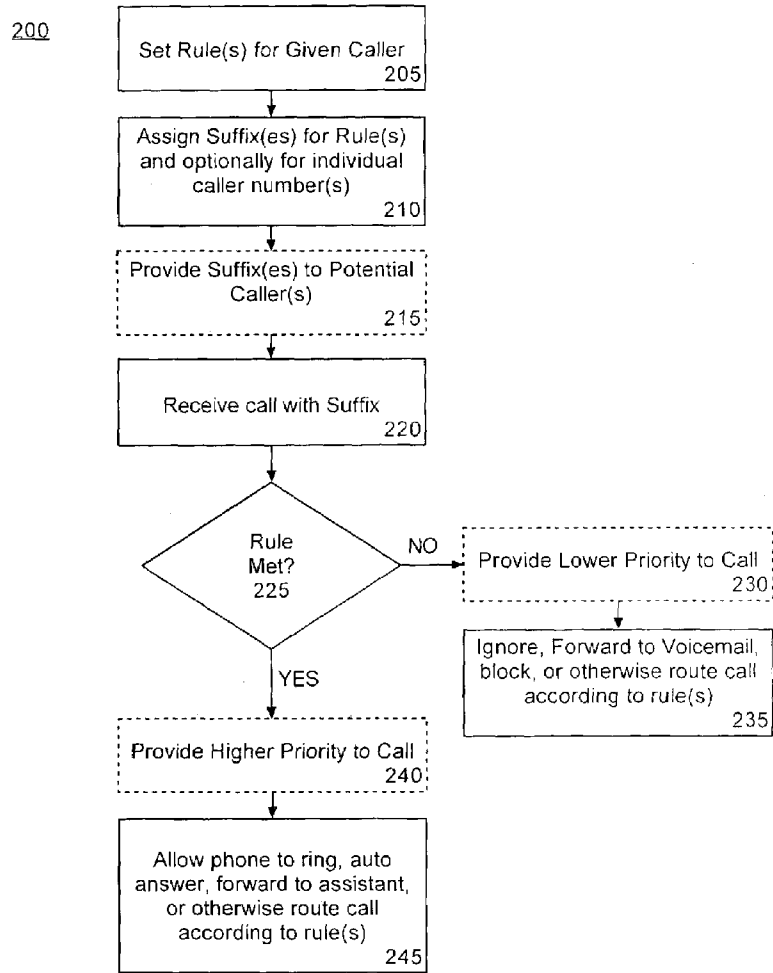 200
Set Rule(s) for Given Caller
205
Assign Suffix(es) for Rule(s)
and optionally for individual
caller number(s)
210
Provide Suffix(es) to Potential
Caller(s)
215
Receive call with Suffix
220
Rule
Met?
225
NO
Provide Lower Priority to Call
230
Ignore, Forward to Voicemail,
block, or otherwise route call
according to rule(s)
235
YES
Provide Higher Priority to Call
240
Allow phone to ring, auto
answer, forward to assistant,
or otherwise route call
according to rule(s)
245